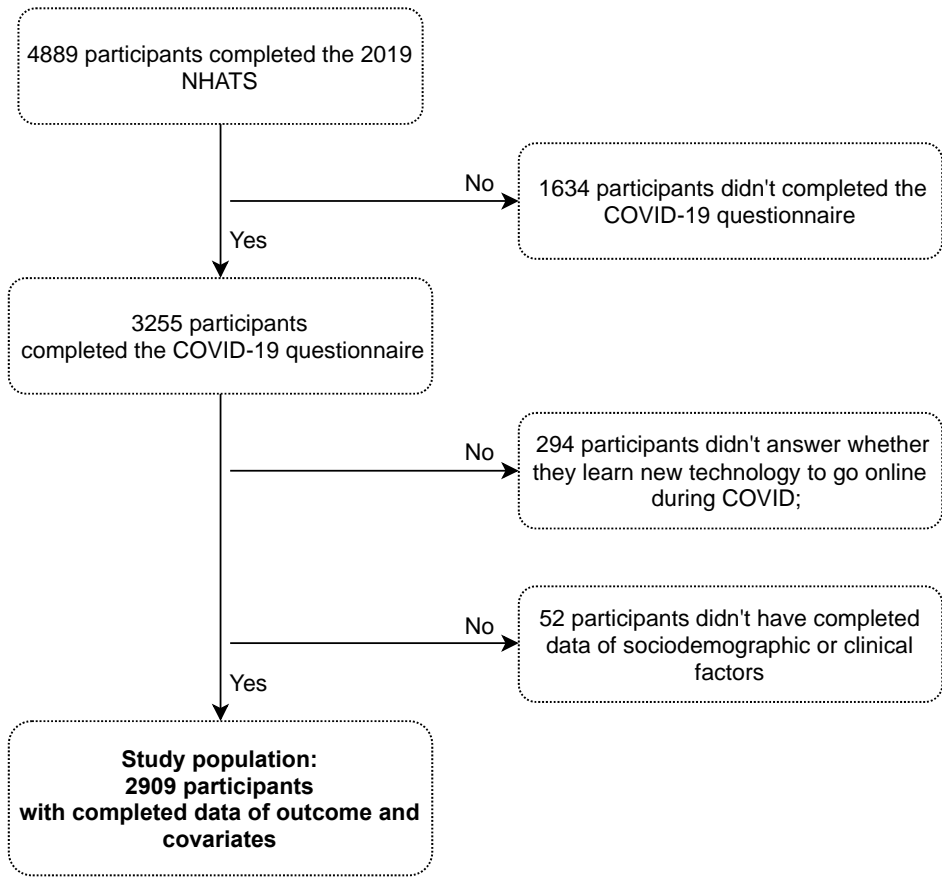 4889 participants completed the 2019
NHATS
No
1634 participants didn't completed the
COVID-19 questionnaire
Yes
3255 participants
completed the COVID-19 questionnaire
No
294 participants didn't answer whether
they learn new technology to go online
during COVID;
No
52 participants didn't have completed
data of sociodemographic or clinical
factors
Yes
Study population:
2909 participants
with completed data of outcome and
covariates